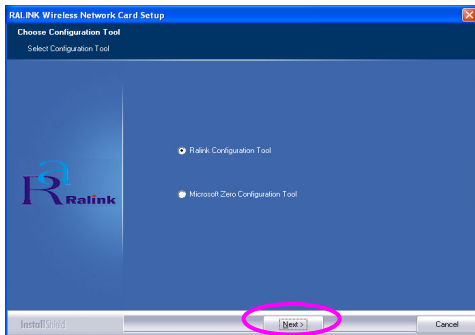 RALINK Wireless Network Card Setup
Choose Configuration Tool
Select Configuration Tool
Ralink Configuration Tool
Microsoft Zero Configuration Tool
Ralink
InstallShield
Next >
Cancel